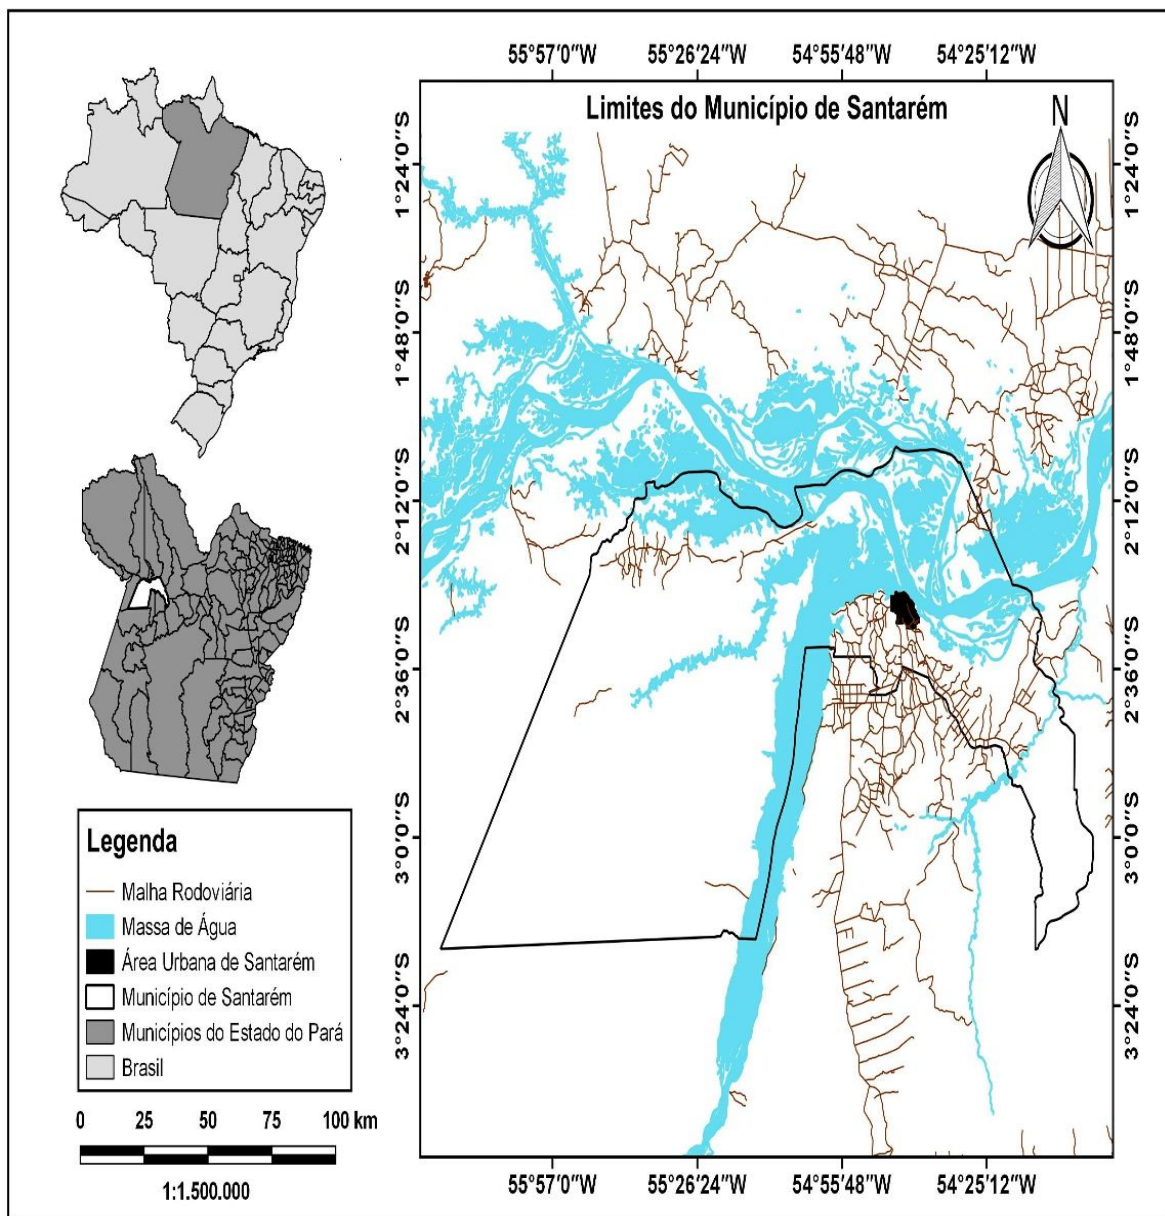 55°57'0"W 55°26'24"W 54°55'48"W 54°25'12"W
Limites do Município de Santarém
N
1°24'0"S 1°24'0"S
1°48'0"S 1°48'0"S
2°12'0"S 2°12'0"S
2°36'0"S 2°36'0"S
3°0'0"S 3°0'0"S
3°24'0"S 3°24'0"S
55°57'0"W 55°26'24"W 54°55'48"W 54°25'12"W
Legenda
Malha Rodoviária
Massa de Água
Área Urbana de Santarém
Município de Santarém
Municípios do Estado do Pará
Brasil
0 25 50 75 100 km
1:1.500.000